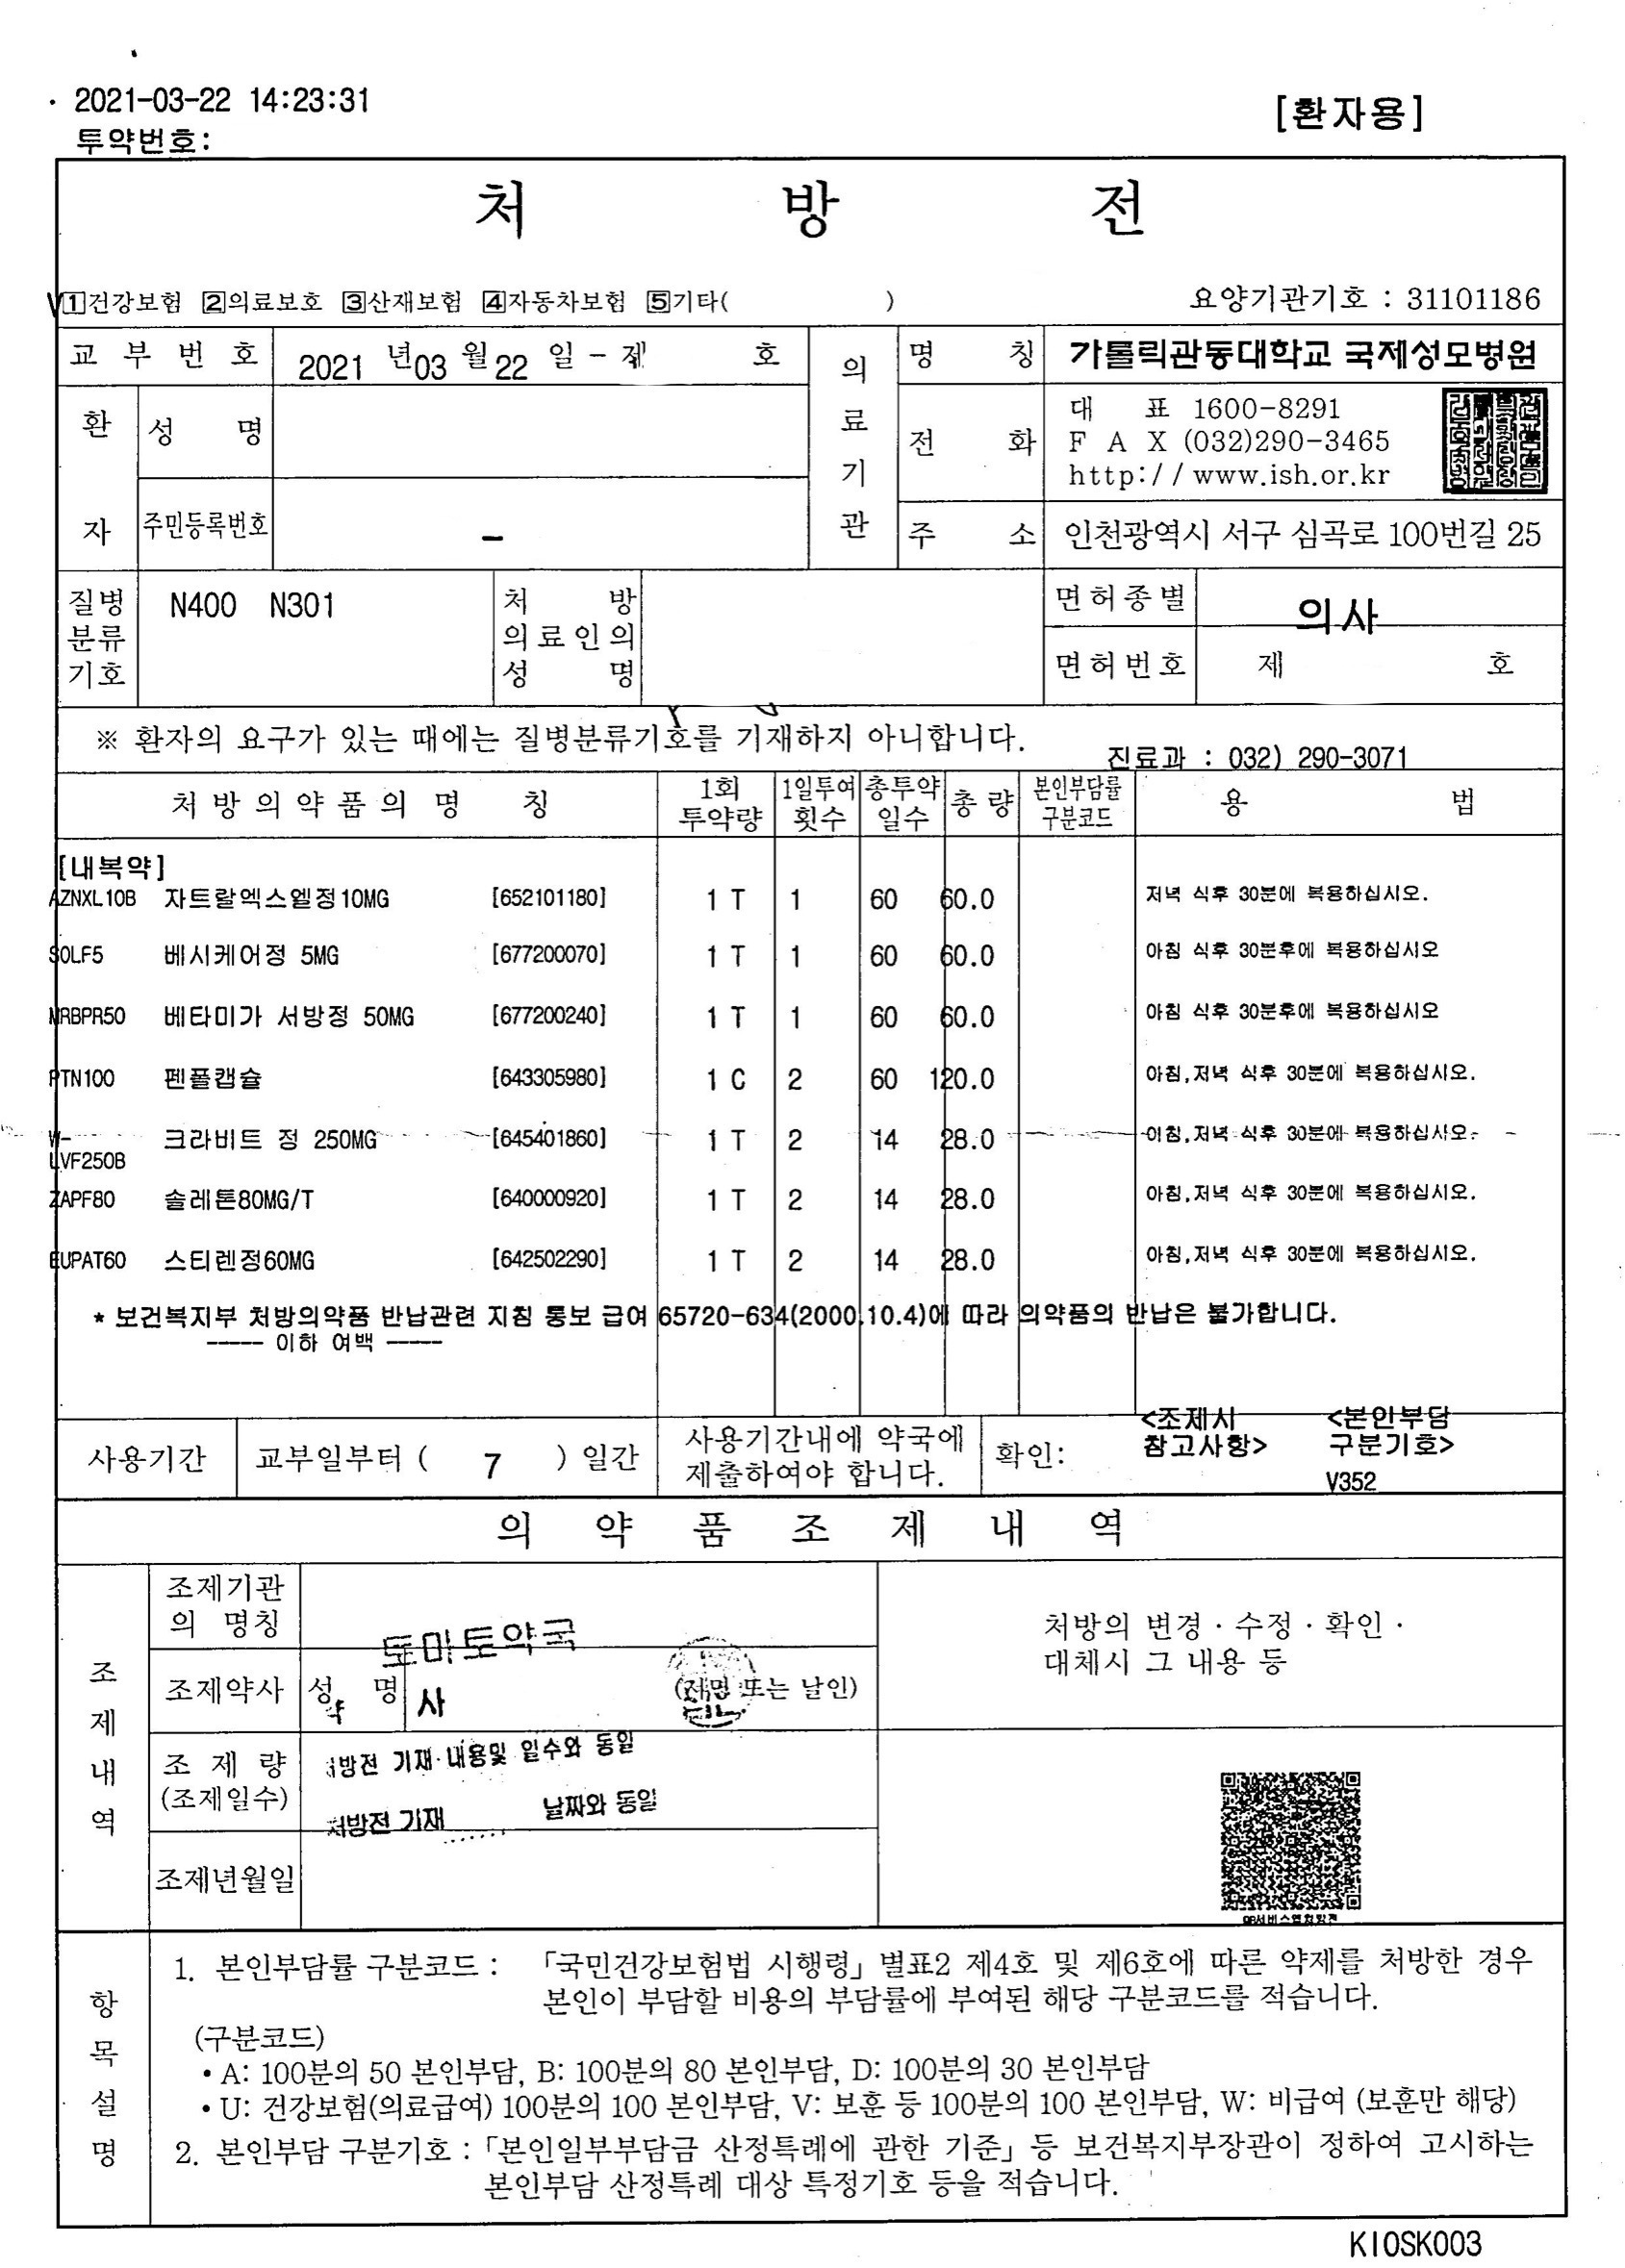 2021-03-22 14:23:31
[환자용]
투약번호:
처 방 전
1건강보험 2의료보호 3산재보험 4자동차보험 5기타( )
요양기관기호 : 31101186
교 부 번 호 2021 년 03 월 22 일 - 제 호
의료기관
명 칭 가톨릭관동대학교 국제성모병원
환자
성 명
전 화
대 표 1600-8291
F A X (032)290-3465
http://www.ish.or.kr
주민등록번호 -
주 소 인천광역시 서구 심곡로 100번길 25
질병분류기호 N400 N301
처 방 의료인의 성 명
면허종별 의사
면허번호 제 호
※ 환자의 요구가 있는 때에는 질병분류기호를 기재하지 아니합니다.
진료과 : 032) 290-3071
처 방 의 약 품 의 명 칭 1회 투약량 1일투여 횟수 총투약 일수 총 량 본인부담률 구분코드 용 법
[내복약]
AZNXL10B 자트랄엑스엘정10MG [652101180] 1 T 1 60 60.0 저녁 식후 30분에 복용하십시오.
SOLF5 베시케어정 5MG [677200070] 1 T 1 60 60.0 아침 식후 30분후에 복용하십시오
MRBPR50 베타미가 서방정 50MG [677200240] 1 T 1 60 60.0 아침 식후 30분후에 복용하십시오
PTN100 펜폴캡슐 [643305980] 1 C 2 60 120.0 아침,저녁 식후 30분에 복용하십시오.
W-LVF250B 크라비트 정 250MG [645401860] 1 T 2 14 28.0 아침,저녁 식후 30분에 복용하십시오.
ZAPF80 솔레톤80MG/T [640000920] 1 T 2 14 28.0 아침,저녁 식후 30분에 복용하십시오.
EUPAT60 스티렌정60MG [642502290] 1 T 2 14 28.0 아침,저녁 식후 30분에 복용하십시오.
* 보건복지부 처방의약품 반납관련 지침 통보 급여 65720-634(2000.10.4)에 따라 의약품의 반납은 불가합니다.
----- 이하 여백 -----
사용기간 교부일부터 ( 7 ) 일간
사용기간내에 약국에
제출하여야 합니다.
확인:
<조제시 참고사항>
<본인부담 구분기호>
V352
의 약 품 조 제 내 역
조제내역
조제기관의 명칭 도마토약국
처방의 변경 · 수정 · 확인 ·
대체시 그 내용 등
조제약사 성 명 약 사 (서명 또는 날인)
조 제 량 (조제일수)
처방전 기재 내용및 일수와 동일
처방전 기재 날짜와 동일
조제년월일
항목설명
1. 본인부담률 구분코드 : 「국민건강보험법 시행령」 별표2 제4호 및 제6호에 따른 약제를 처방한 경우
본인이 부담할 비용의 부담률에 부여된 해당 구분코드를 적습니다.
(구분코드)
• A: 100분의 50 본인부담, B: 100분의 80 본인부담, D: 100분의 30 본인부담
• U: 건강보험(의료급여) 100분의 100 본인부담, V: 보훈 등 100분의 100 본인부담, W: 비급여 (보훈만 해당)
2. 본인부담 구분기호 : 「본인일부부담금 산정특례에 관한 기준」 등 보건복지부장관이 정하여 고시하는
본인부담 산정특례 대상 특정기호 등을 적습니다.
KIOSK003